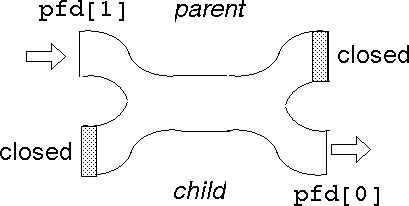 pfd[1]
parent
closed
closed
child
pfd[0]